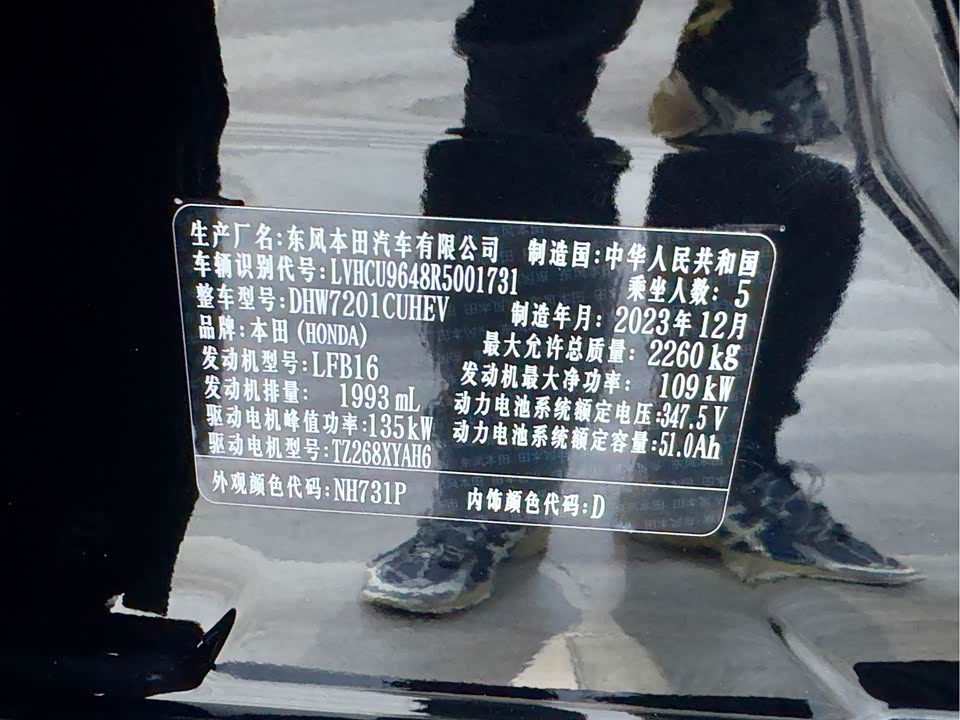 生产厂名:东风本田汽车有限公司 制造国:中华人民共和国
车辆识别代号:LVHCU9648R5001731 乘坐人数: 5
整车型号:DHW7201CUHEV 制造年月: 2023年12月
品牌:本田(HONDA) 最大允许总质量: 2260 kg
发动机型号:LFB16 发动机最大净功率: 109 kW
发动机排量: 1993 mL 动力电池系统额定电压:347.5 V
驱动电机峰值功率:135kW 动力电池系统额定容量:51.0Ah
驱动电机型号:TZ268XYAH6
外观颜色代码:NH731P 内饰颜色代码:D